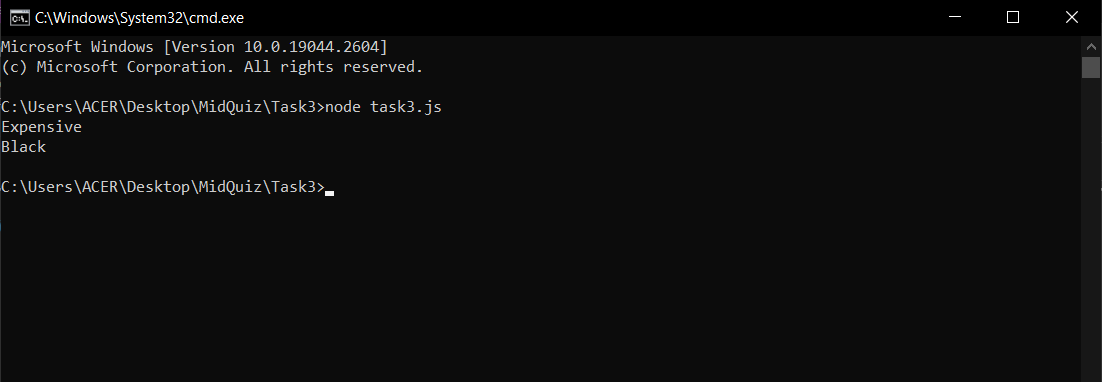 C:\Windows\System32\cmd.exe
Microsoft Windows [Version 10.0.19044.2604]
(c) Microsoft Corporation. All rights reserved.
C:\Users\ACER\Desktop\MidQuiz\Task3>node task3.js
Expensive
Black
C:\Users\ACER\Desktop\MidQuiz\Task3>